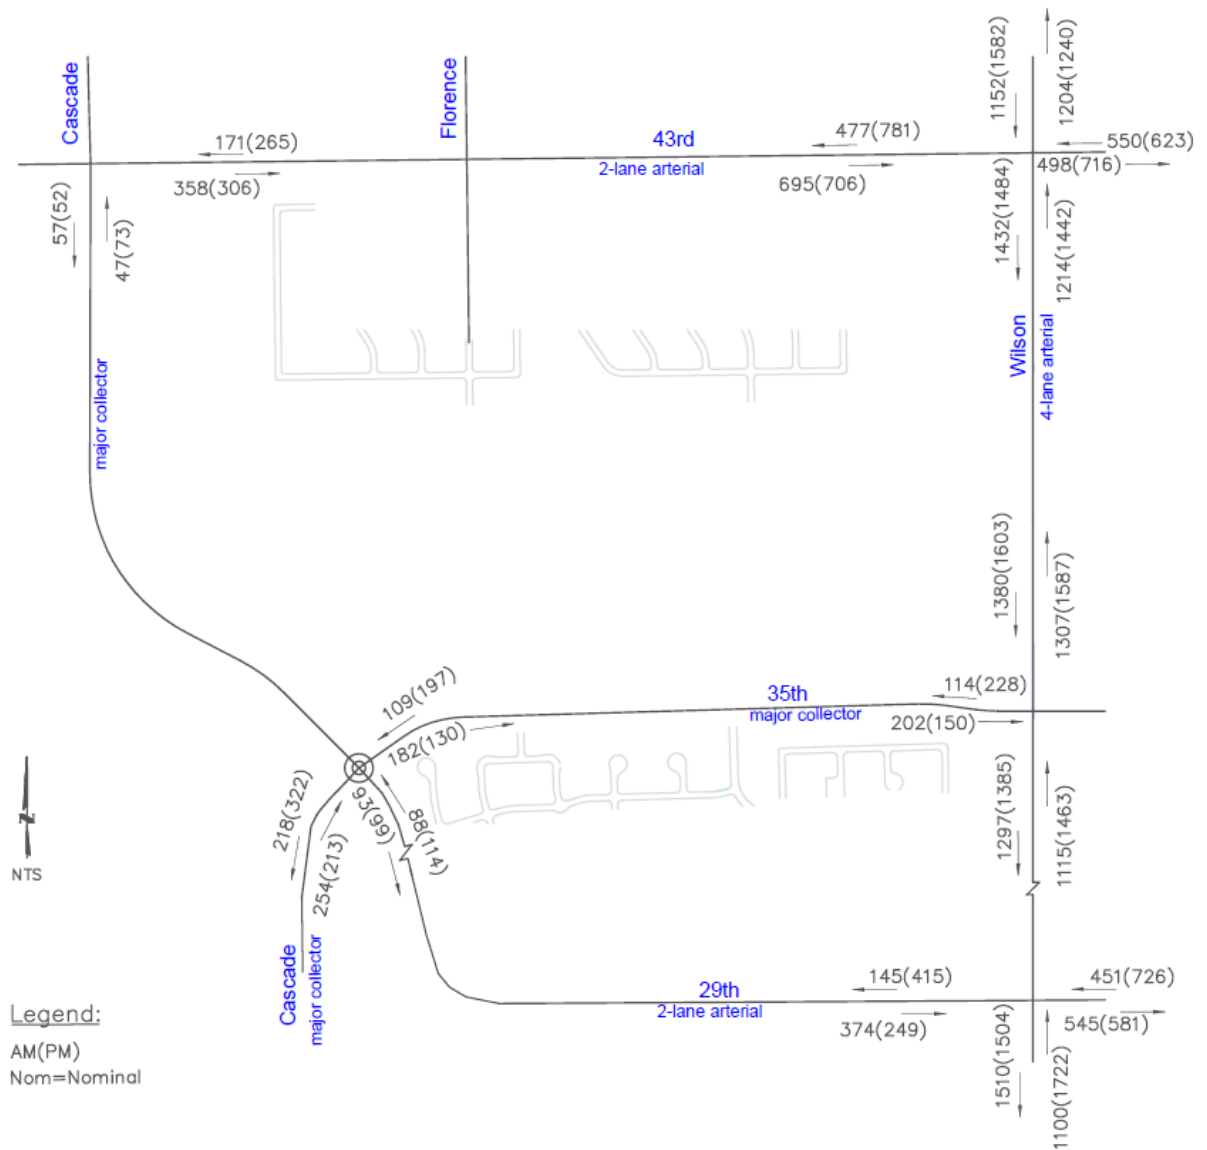 Cascade
Florence
1152(1582)
1204(1240)
171(265)
43rd
477(781)
550(623)
2-lane arterial
358(306)
695(706)
498(716)
57(52)
47(73)
1432(1484)
1214(1442)
Wilson
4-lane arterial
major collector
1380(1603)
1307(1587)
109(197)
182(130)
35th
major collector
114(228)
202(150)
218(322)
254(213)
93(99)
88(114)
1297(1385)
1115(1463)
N
NTS
Cascade
major collector
29th
2-lane arterial
145(415)
374(249)
451(726)
545(581)
1510(1504)
1100(1722)
Legend:
AM(PM)
Nom=Nominal